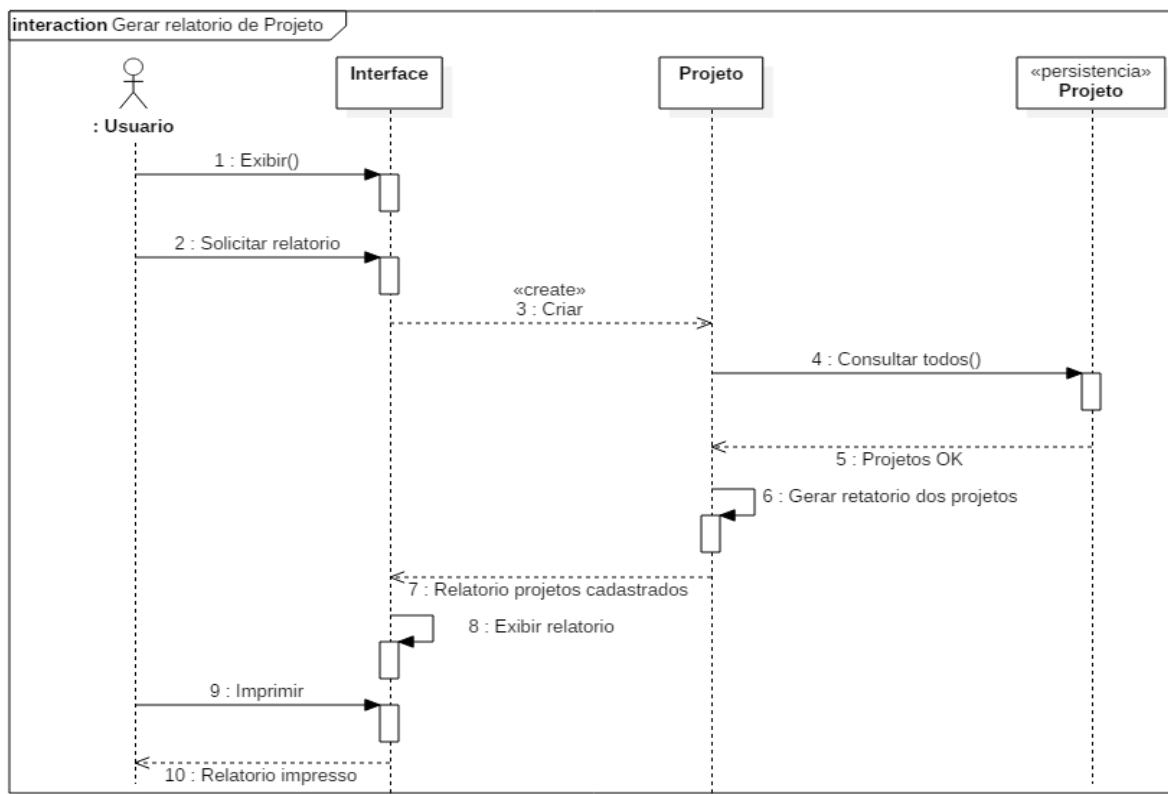 interaction Gerar relatorio de Projeto
: Usuario
Interface
Projeto
«persistencia»
Projeto
1 : Exibir()
2 : Solicitar relatorio
«create»
3 : Criar
4 : Consultar todos()
5 : Projetos OK
6 : Gerar retatorio dos projetos
7 : Relatorio projetos cadastrados
8 : Exibir relatorio
9 : Imprimir
10 : Relatorio impresso